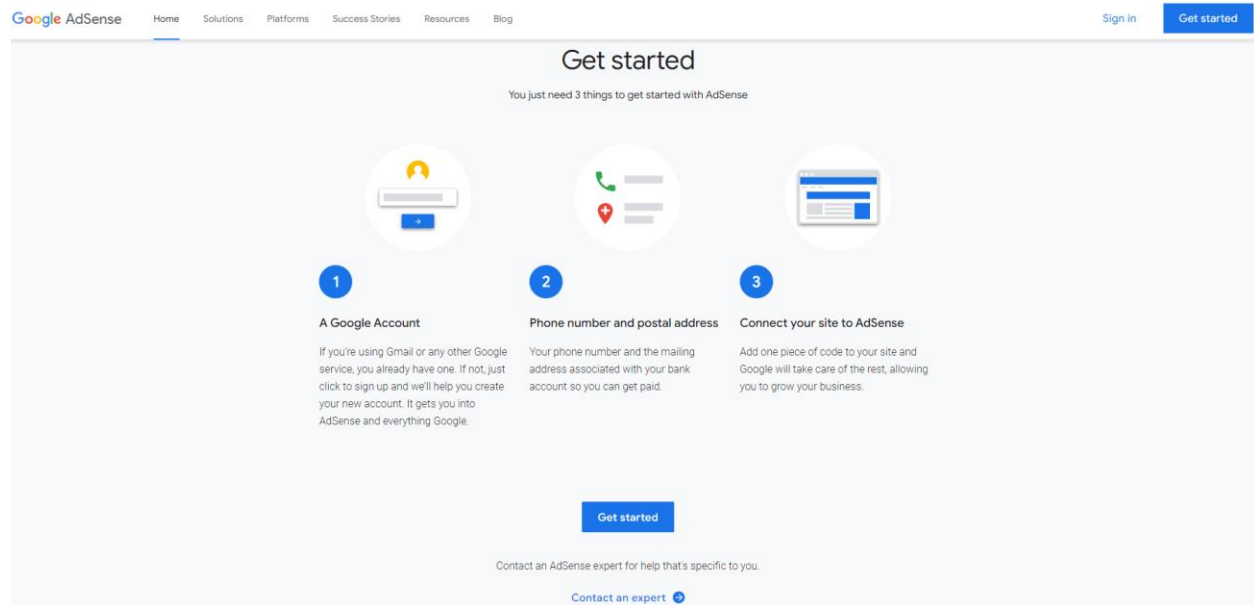 Google AdSense Home Solutions Platforms Success Stories Resources Blog Sign in Get started
Get started
You just need 3 things to get started with AdSense
1
A Google Account
If you're using Gmail or any other Google
service, you already have one. If not, just
click to sign up and we'll help you create
your new account. It gets you into
AdSense and everything Google.
2
Phone number and postal address
Your phone number and the mailing
address associated with your bank
account so you can get paid.
3
Connect your site to AdSense
Add one piece of code to your site and
Google will take care of the rest, allowing
you to grow your business.
Get started
Contact an AdSense expert for help that's specific to you.
Contact an expert